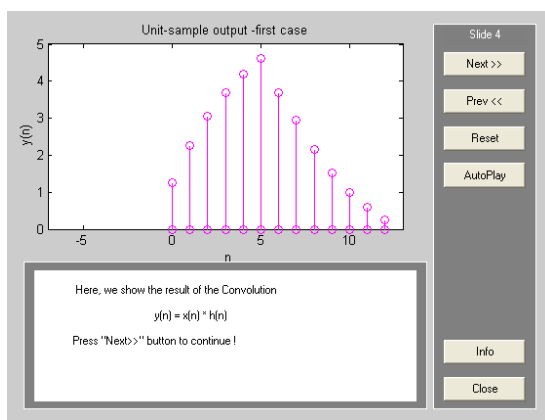 Unit-sample output -first case
5
4
3
2
1
0
y(n)
-5
0
5
10
n
Here, we show the result of the Convolution
y(n) = x(n) * h(n)
Press "Next>>" button to continue !
Slide 4
Next >>
Prev <<
Reset
AutoPlay
Info
Close